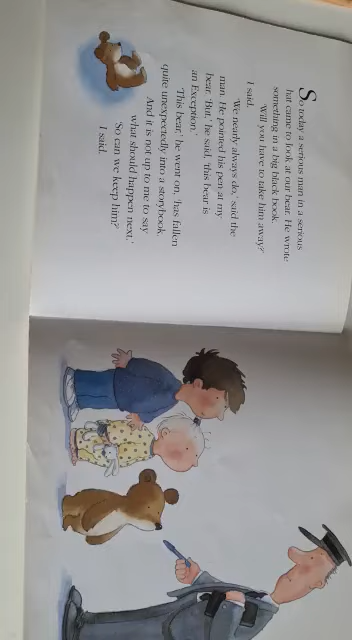 So today a serious man in a serious
hat came to look at our bear. He wrote
something in a big black book.
'Will you have to take him away?'
I said.
'We nearly always do,' said the
man. He pointed his pen at my
bear. 'But,' he said, 'this bear is
an Exception.'
'This bear,' he went on, 'has fallen
quite unexpectedly into a storybook.
And it is not up to me to say
what should happen next.'
'So can we keep him?'
I said.